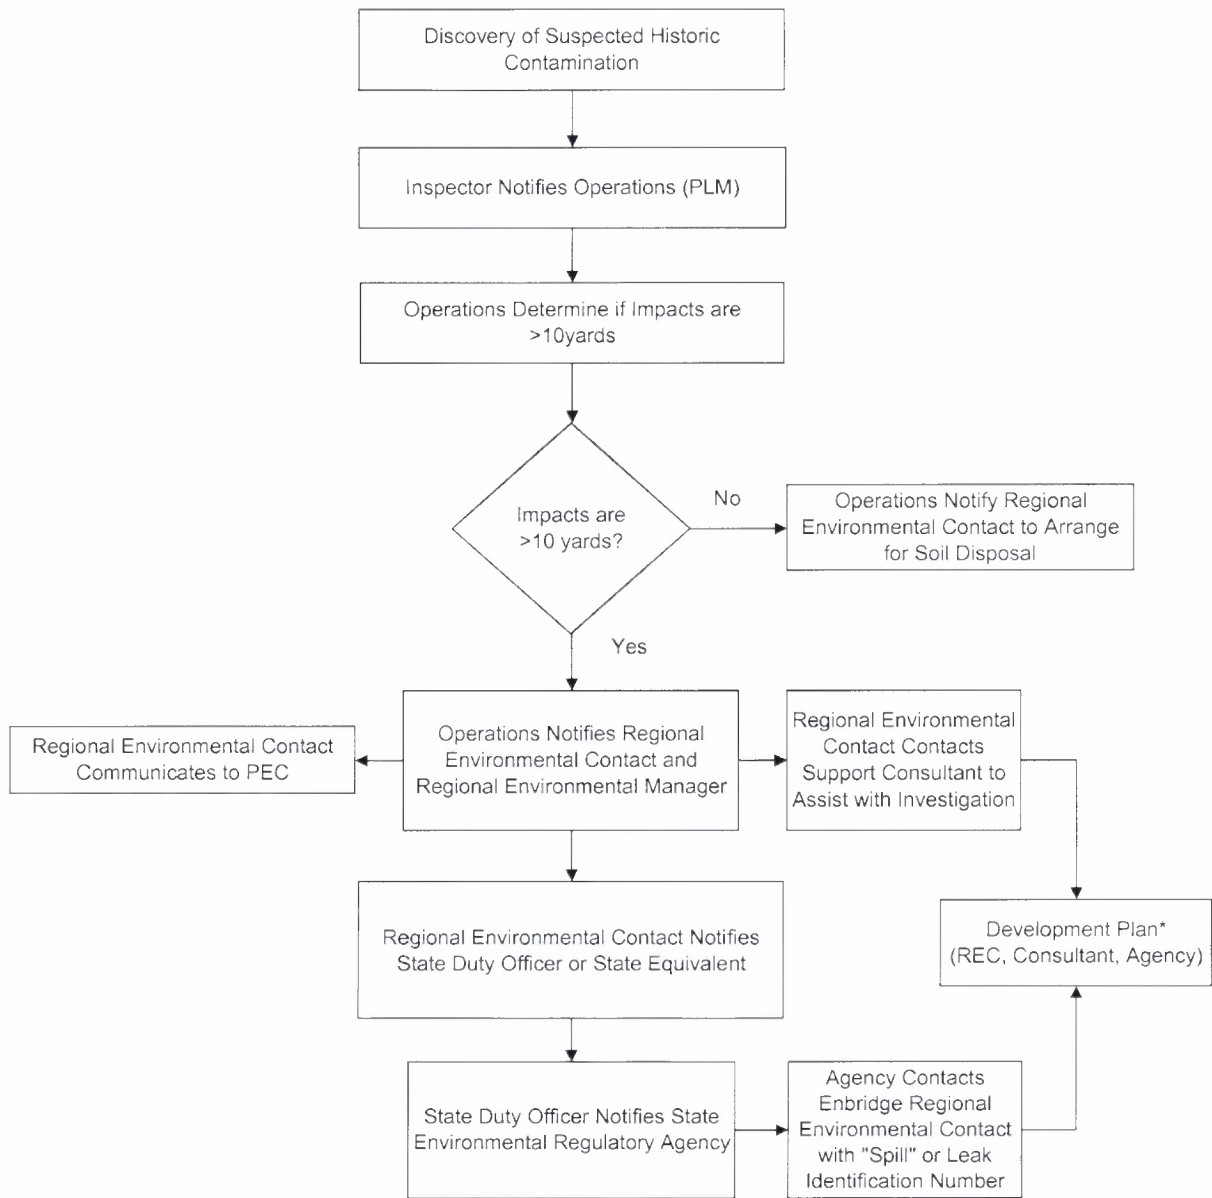 Discovery of Suspected Historic
Contamination
Inspector Notifies Operations (PLM)
Operations Determine if Impacts are
>10yards
Impacts are
>10 yards?
No
Operations Notify Regional
Environmental Contact to Arrange
for Soil Disposal
Yes
Regional Environmental Contact
Communicates to PEC
Operations Notifies Regional
Environmental Contact and
Regional Environmental Manager
Regional Environmental
Contact Contacts
Support Consultant to
Assist with Investigation
Regional Environmental Contact Notifies
State Duty Officer or State Equivalent
Development Plan*
(REC, Consultant, Agency)
State Duty Officer Notifies State
Environmental Regulatory Agency
Agency Contacts
Enbridge Regional
Environmental Contact
with "Spill" or Leak
Identification Number